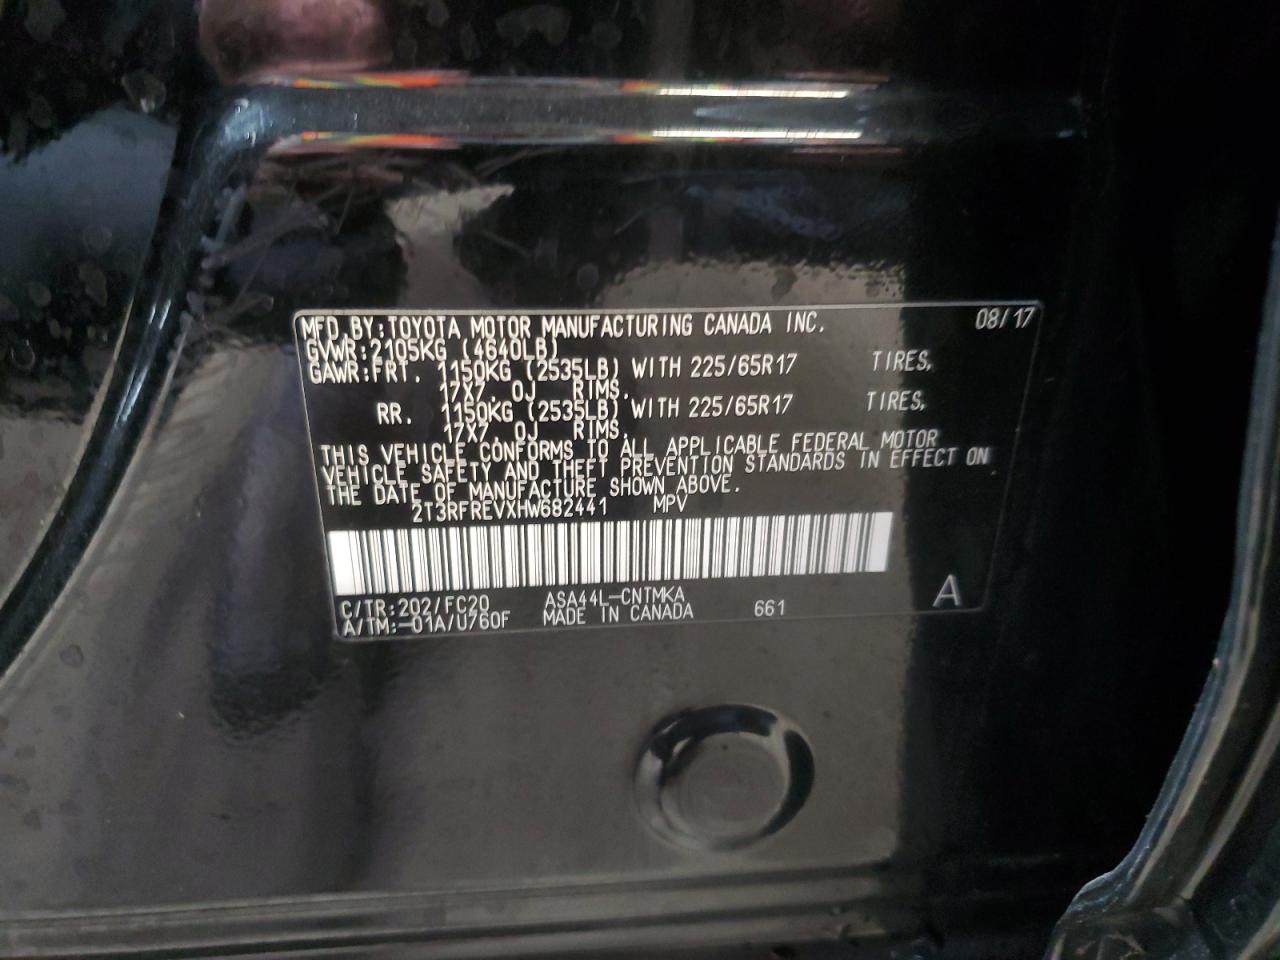 MFD.BY:TOYOTA MOTOR MANUFACTURING CANADA INC. 08/17
GVWR:2105KG (4640LB)
GAWR:FRT. 1150KG (2535LB) WITH 225/65R17 TIRES,
17X7.0J RIMS.
RR. 1150KG (2535LB) WITH 225/65R17 TIRES,
17X7.0J RIMS.
THIS VEHICLE CONFORMS TO ALL APPLICABLE FEDERAL MOTOR
VEHICLE SAFETY AND THEFT PREVENTION STANDARDS IN EFFECT ON
THE DATE OF MANUFACTURE SHOWN ABOVE.
2T3RFREVXHW682441 MPV
C/TR:202/FC20 ASA44L-CNTMKA
A/TM:-01A/U760F MADE IN CANADA 661 A